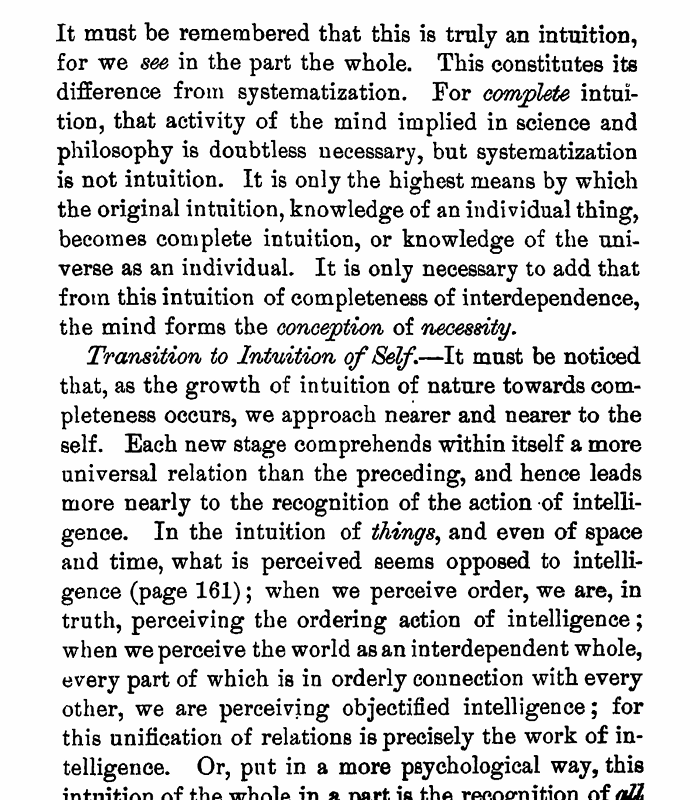 It must be remembered that this is truly an intuition,
for we see in the part the whole. This constitutes its
difference from systematization. For complete intui-
tion, that activity of the mind implied in science and
philosophy is doubtless necessary, but systematization
is not intuition. It is only the highest means by which
the original intuition, knowledge of an individual thing,
becomes complete intuition, or knowledge of the uni-
verse as an individual. It is only necessary to add that
from this intuition of completeness of interdependence,
the mind forms the conception of necessity.
Transition to Intuition of Self.—It must be noticed
that, as the growth of intuition of nature towards com-
pleteness occurs, we approach nearer and nearer to the
self. Each new stage comprehends within itself a more
universal relation than the preceding, and hence leads
more nearly to the recognition of the action of intelli-
gence. In the intuition of things, and even of space
and time, what is perceived seems opposed to intelli-
gence (page 161); when we perceive order, we are, in
truth, perceiving the ordering action of intelligence;
when we perceive the world as an interdependent whole,
every part of which is in orderly connection with every
other, we are perceiving objectified intelligence; for
this unification of relations is precisely the work of in-
telligence. Or, put in a more psychological way, this
intuition of the whole in a part is the recognition of all